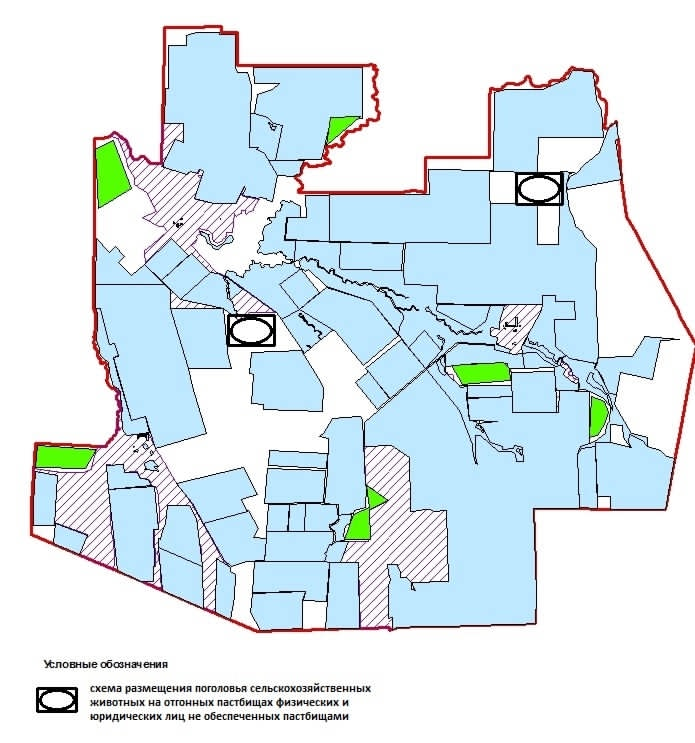 Условные обозначения
схема размещения поголовья сельскохозяйственных
животных на отгонных пастбищах физических и
юридических лиц не обеспеченных пастбищами